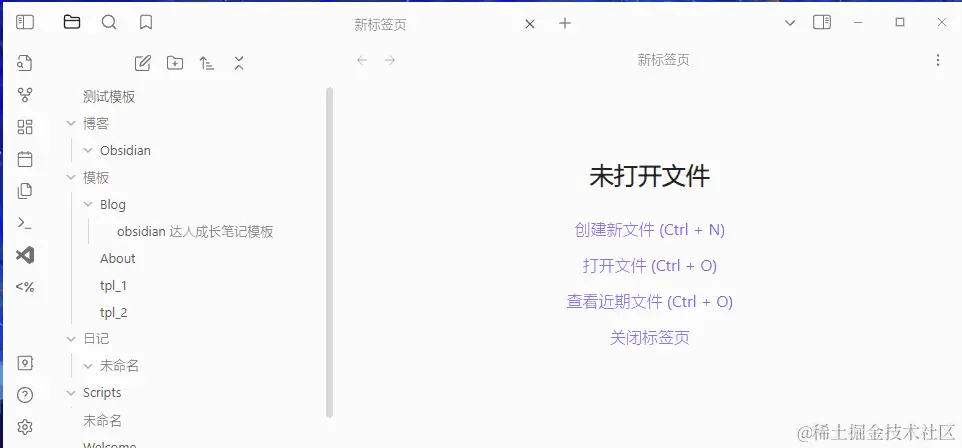 新标签页
新标签页
测试模板
博客
Obsidian
模板
Blog
obsidian 达人成长笔记模板
About
tpl_1
tpl_2
日记
未命名
Scripts
未命名
Welcome
<%
未打开文件
创建新文件 (Ctrl + N)
打开文件 (Ctrl + O)
查看近期文件 (Ctrl + O)
关闭标签页
@稀土掘金技术社区